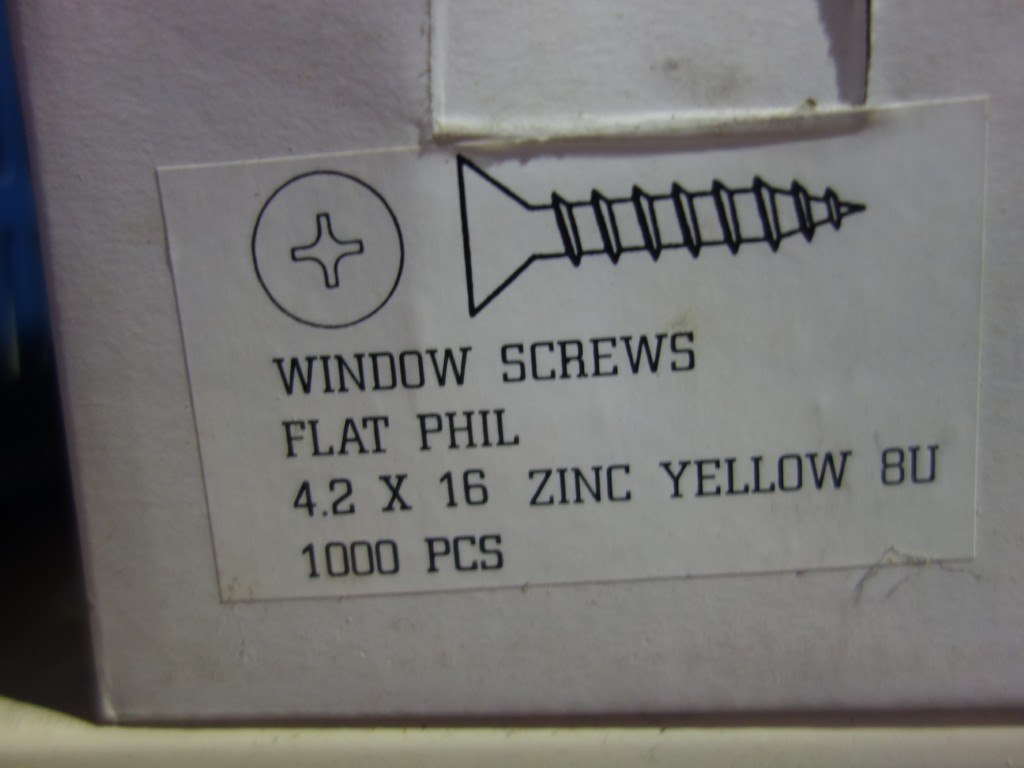 WINDOW SCREWS
FLAT PHIL
4.2 X 16 ZINC YELLOW 8U
1000 PCS